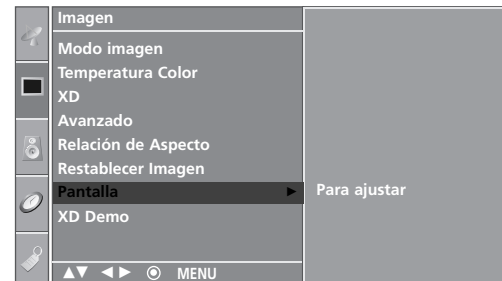 Imagen
Modo imagen
Temperatura Color
XD
Avanzado
Relación de Aspecto
Restablecer Imagen
Pantalla ► Para ajustar
XD Demo
▲▼ ◄► ⦿ MENU